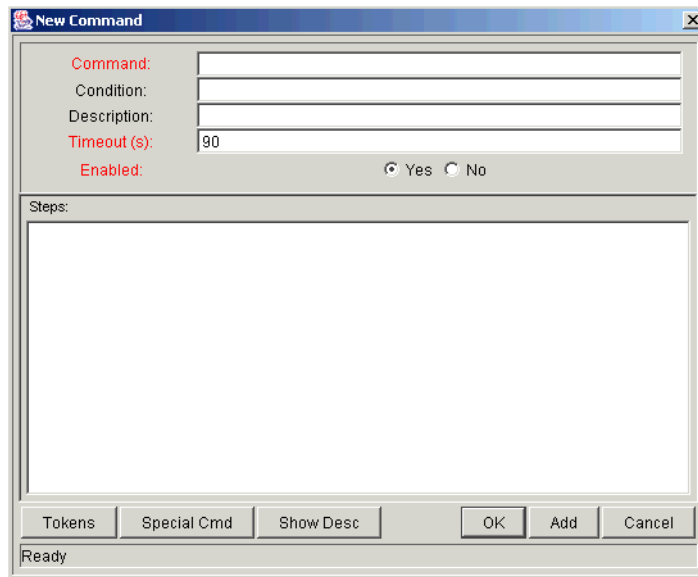 New Command
Command:
Condition:
Description:
Timeout (s): 90
Enabled: Yes No
Steps:
Tokens Special Cmd Show Desc OK Add Cancel
Ready